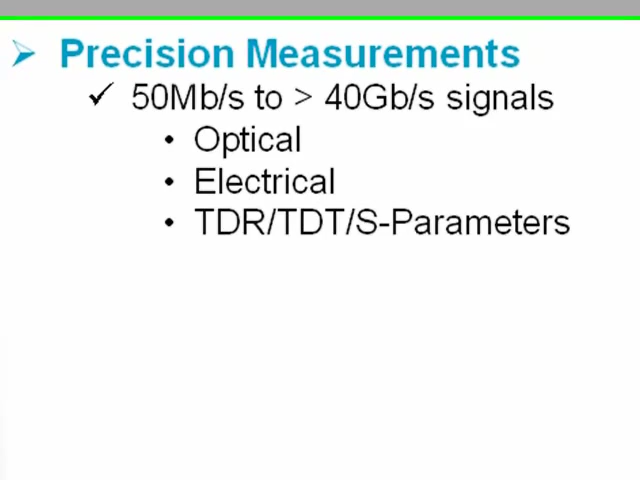 Precision Measurements
50Mb/s to > 40Gb/s signals
Optical
Electrical
TDR/TDT/S-Parameters